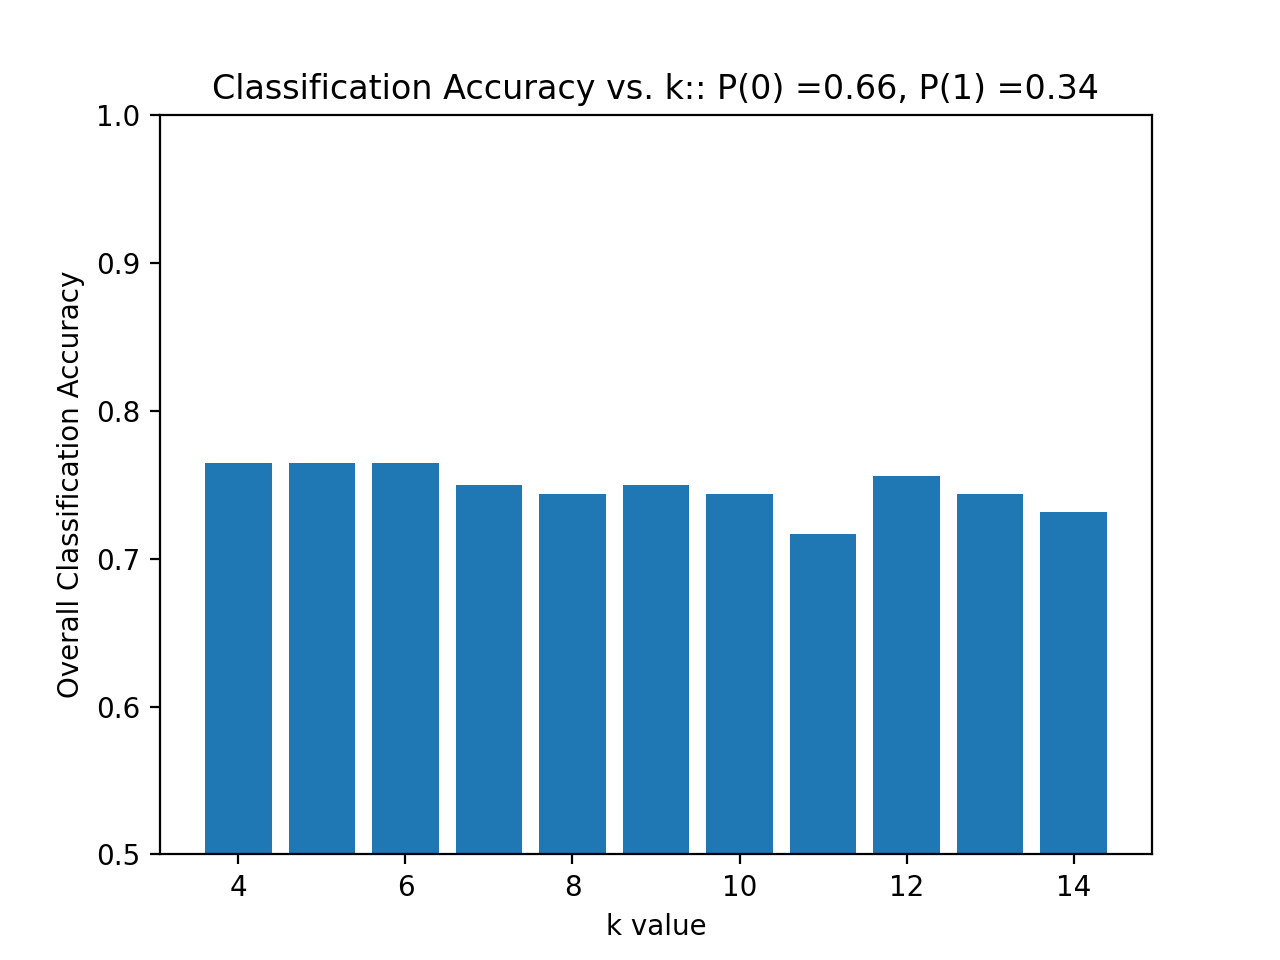 Classification Accuracy vs. k:: P(0) =0.66, P(1) =0.34
1.0
0.9
0.8
0.7
0.6
0.5
Overall Classification Accuracy
4 6 8 10 12 14
k value